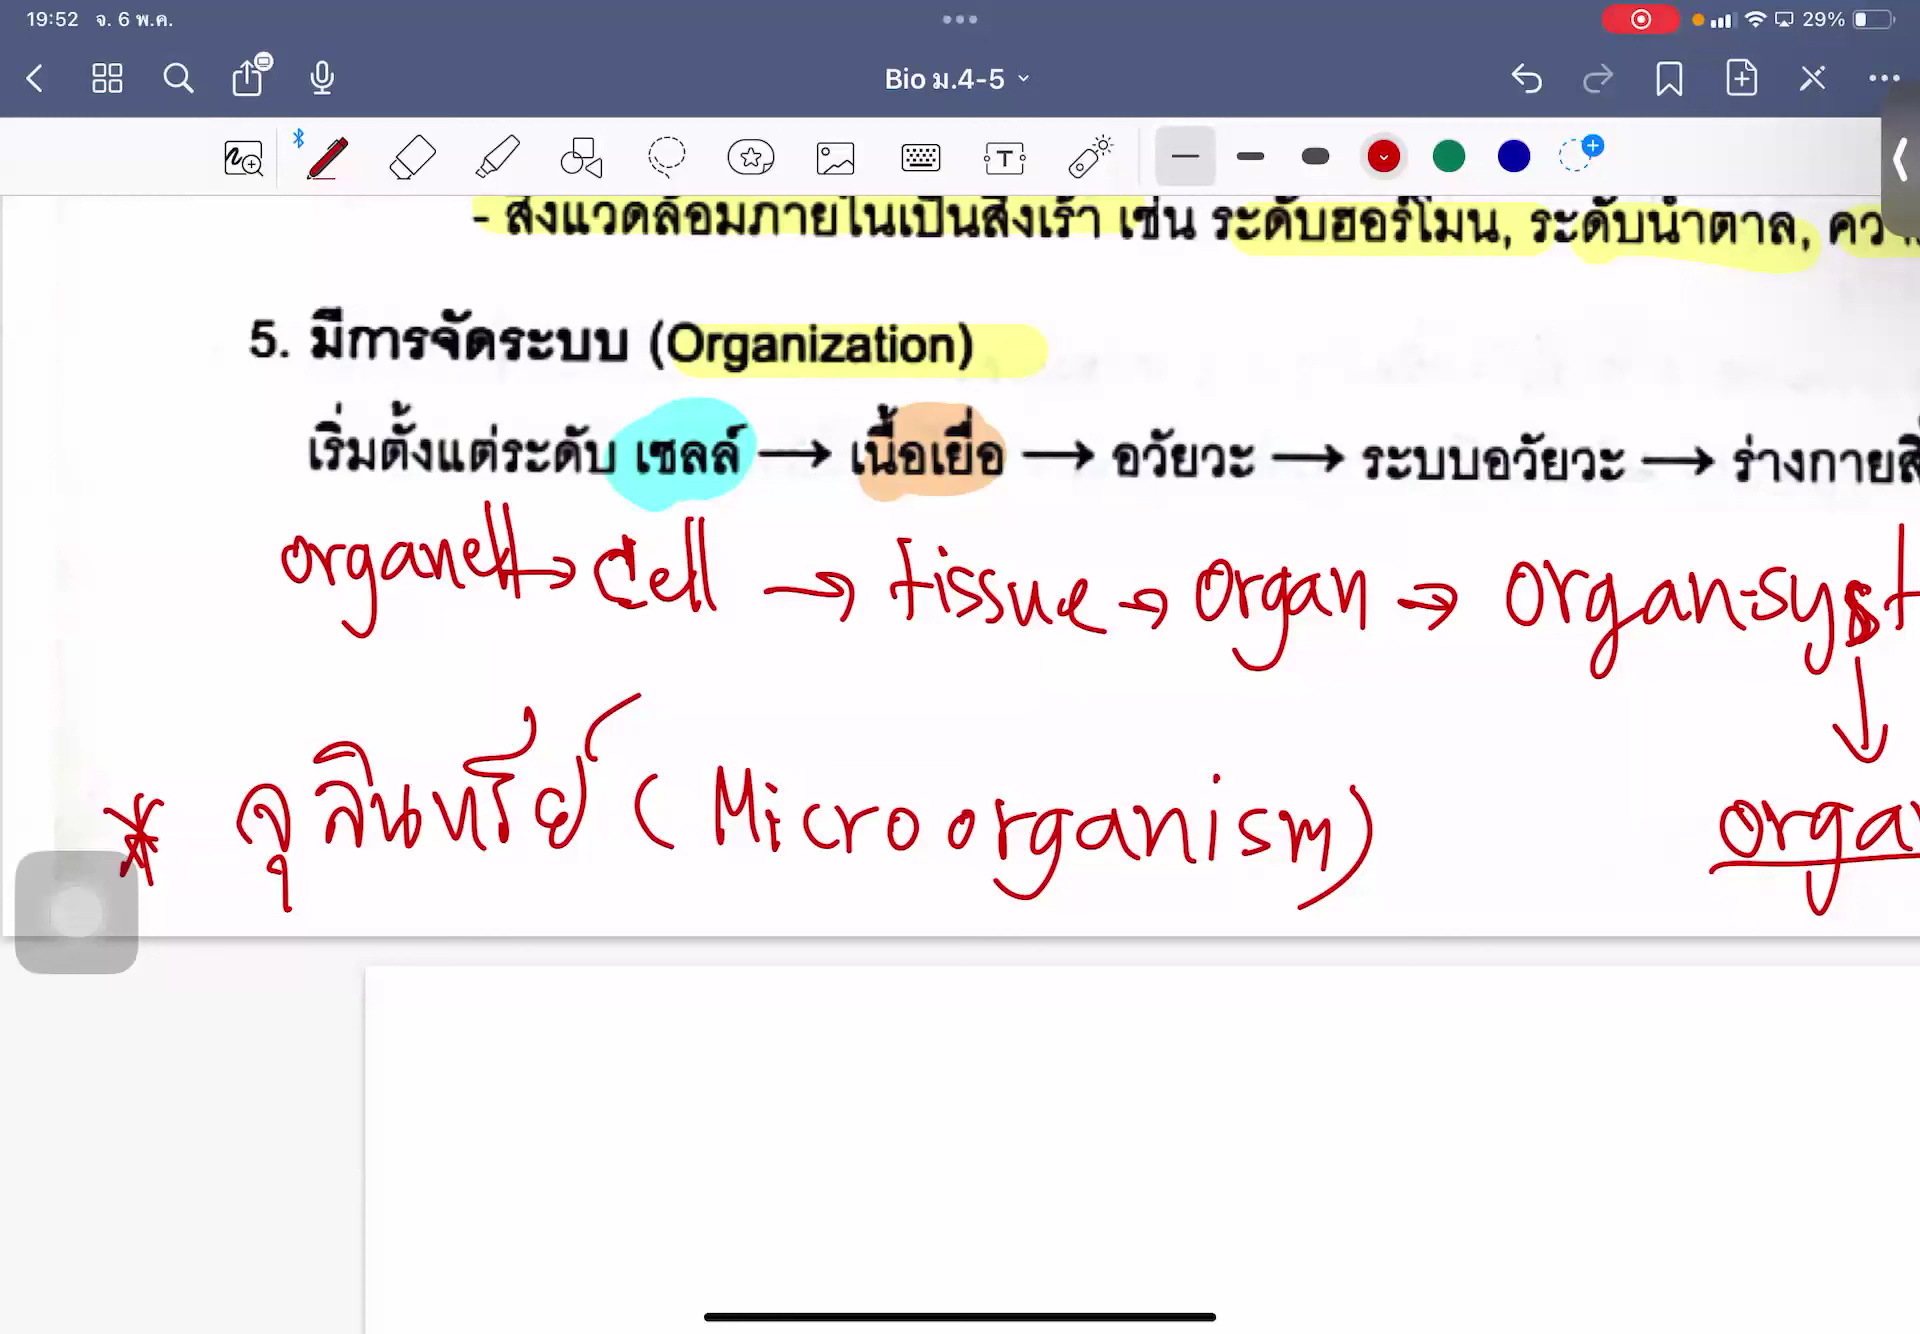 19:52 จ. 6 พ.ค.
29%
Bio ม.4-5
- สิ่งแวดล้อมภายในเป็นสิ่งเร้า เช่น ระดับฮอร์โมน, ระดับน้ำตาล,
5. มีการจัดระบบ (Organization)
เริ่มตั้งแต่ระดับ เซลล์ → เนื้อเยื่อ → อวัยวะ → ระบบอวัยวะ → ร่างกาย
organell → Cell → tissue → Organ → Organ-syst
↓
* จุลินทรีย์ (Microorganism)
orga